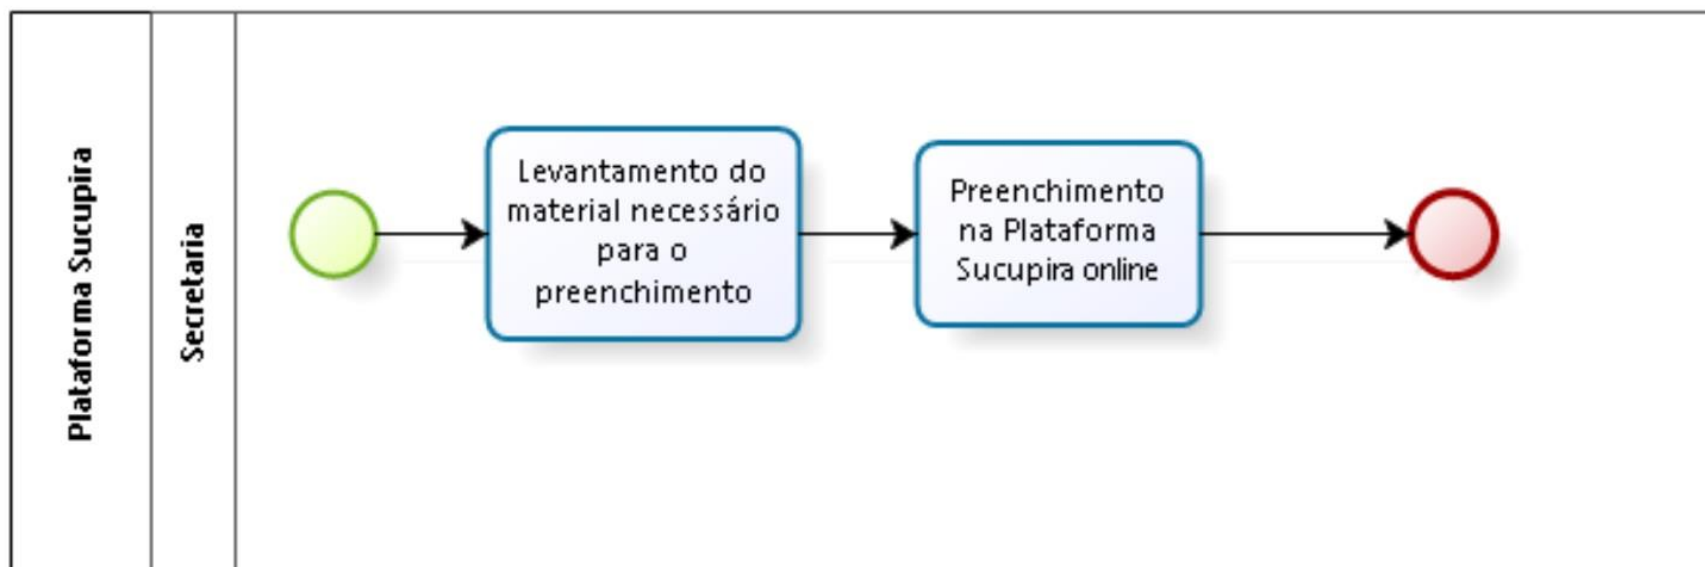 Plataforma Sucupira
Secretaria
Levantamento do
material necessário
para o
preenchimento
Preenchimento
na Plataforma
Sucupira online